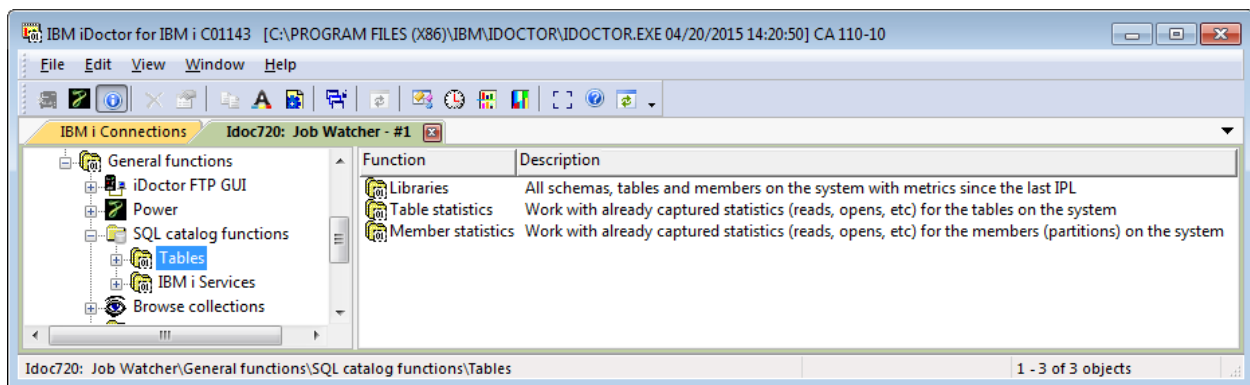 IBM iDoctor for IBM i C01143 [C:\PROGRAM FILES (X86)\IBM\IDOCTOR\IDOCTOR.EXE 04/20/2015 14:20:50] CA 110-10
File Edit View Window Help
IBM i Connections Idoc720: Job Watcher - #1
General functions
iDoctor FTP GUI
Power
SQL catalog functions
Tables
IBM i Services
Browse collections
Function Description
Libraries All schemas, tables and members on the system with metrics since the last IPL
Table statistics Work with already captured statistics (reads, opens, etc) for the tables on the system
Member statistics Work with already captured statistics (reads, opens, etc) for the members (partitions) on the system
Idoc720: Job Watcher\General functions\SQL catalog functions\Tables 1 - 3 of 3 objects